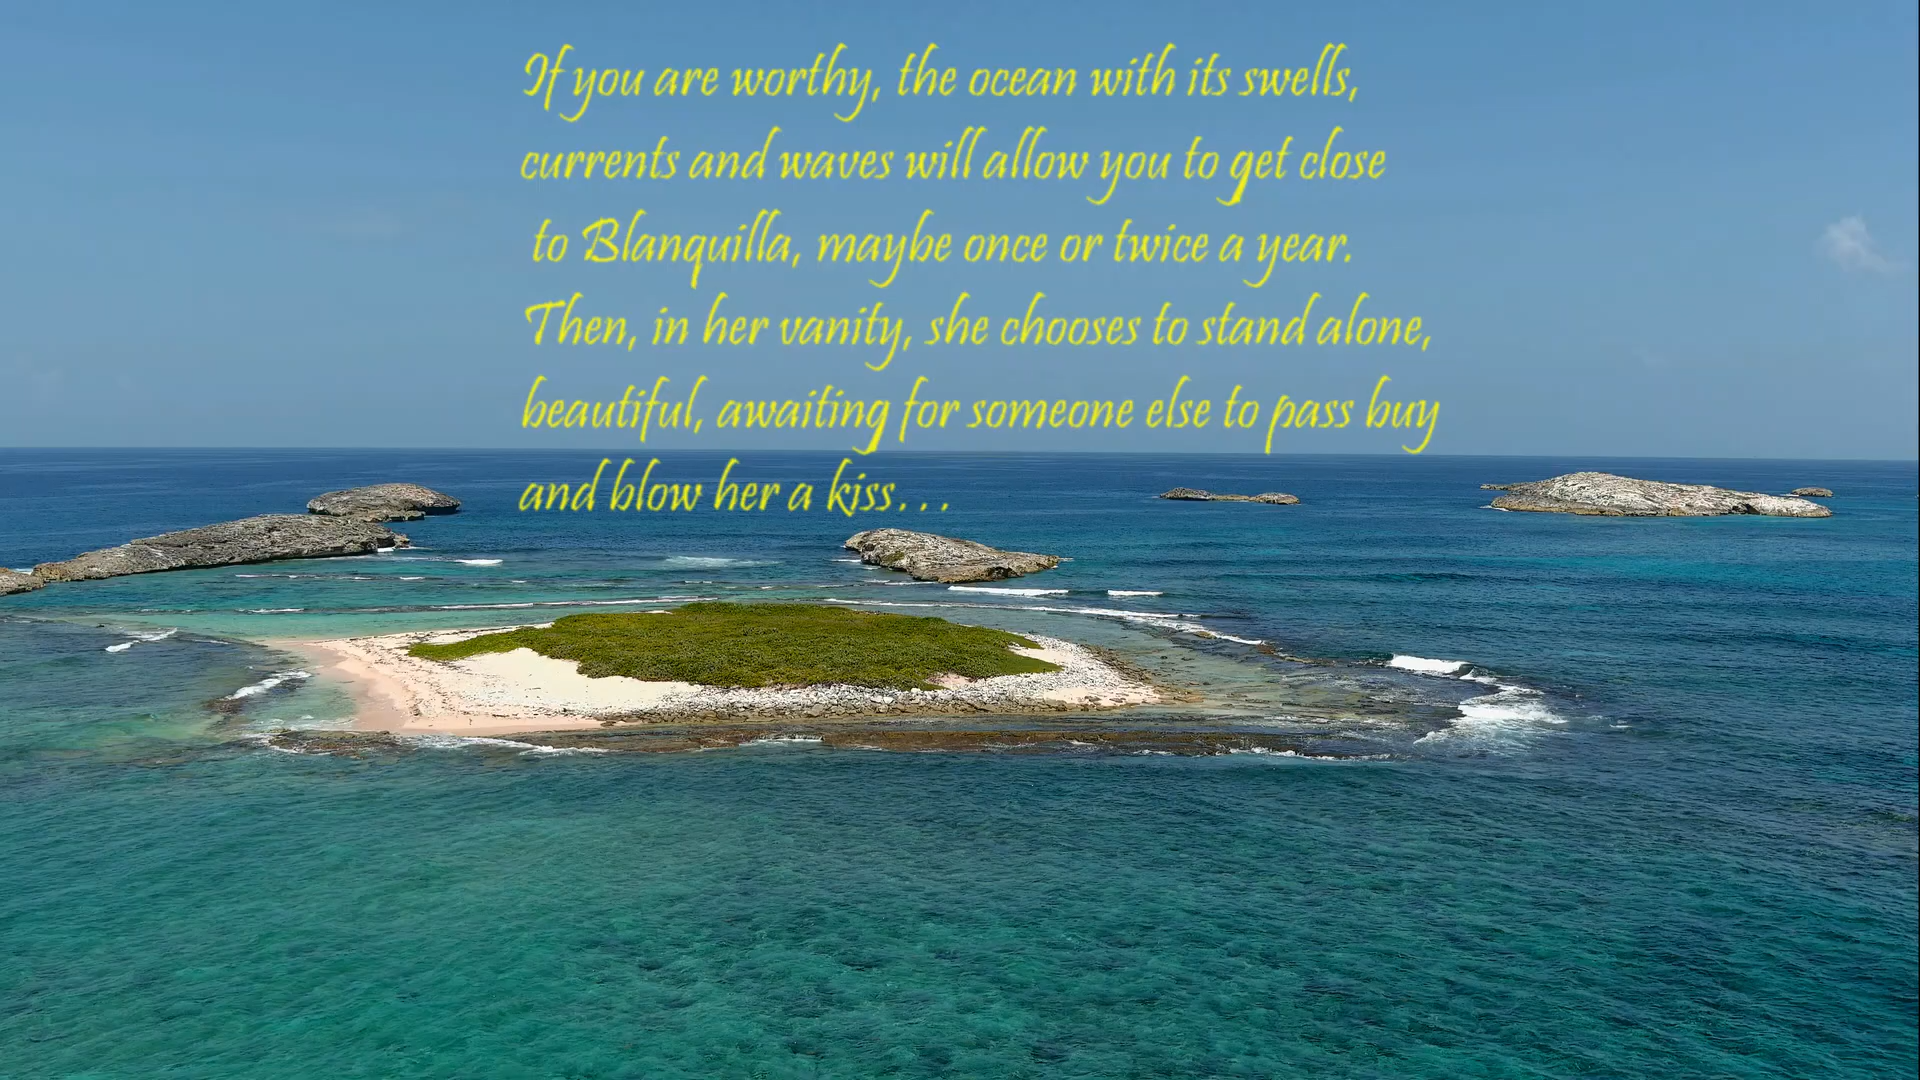 If you are worthy, the ocean with its swells,
currents and waves will allow you to get close
to Blanquilla, maybe once or twice a year.
Then, in her vanity, she chooses to stand alone,
beautiful, awaiting for someone else to pass buy
and blow her a kiss...